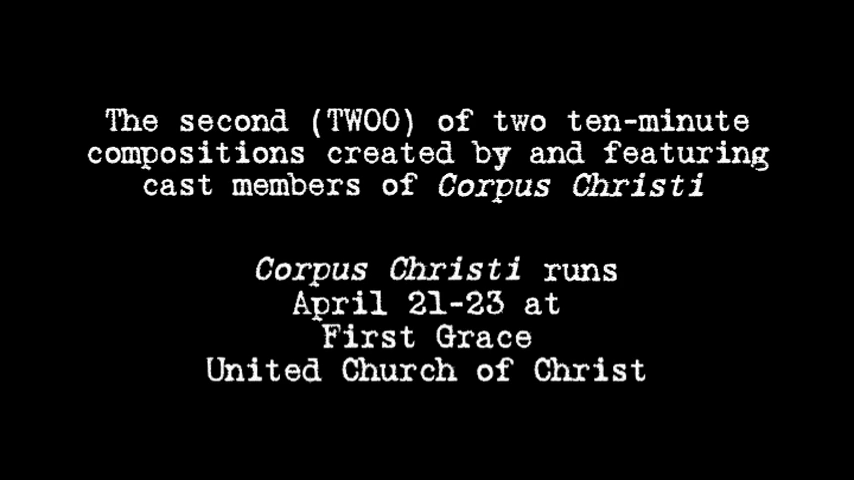 The second (TWOO) of two ten-minute
compositions created by and featuring
cast members of Corpus Christi
Corpus Christi runs
April 21-23 at
First Grace
United Church of Christ